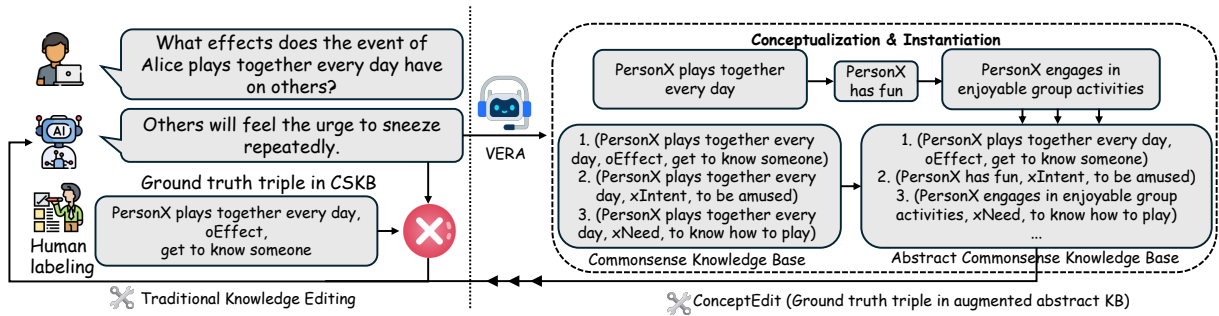 What effects does the event of
Alice plays together every day have
on others?
AI
Others will feel the urge to sneeze
repeatedly.
Ground truth triple in CSKB
PersonX plays together every day,
oEffect,
get to know someone
Human
labeling
Traditional Knowledge Editing
VERA
Conceptualization & Instantiation
PersonX plays together
every day
PersonX
has fun
PersonX engages in
enjoyable group activities
1. (PersonX plays together every
day, oEffect, get to know someone)
2. (PersonX plays together every
day, xIntent, to be amused)
3. (PersonX plays together every
day, xNeed, to know how to play)
Commonsense Knowledge Base
1. (PersonX plays together every day,
oEffect, get to know someone)
2. (PersonX has fun, xIntent, to be amused)
3. (PersonX engages in enjoyable group
activities, xNeed, to know how to play)
...
Abstract Commonsense Knowledge Base
ConceptEdit (Ground truth triple in augmented abstract KB)